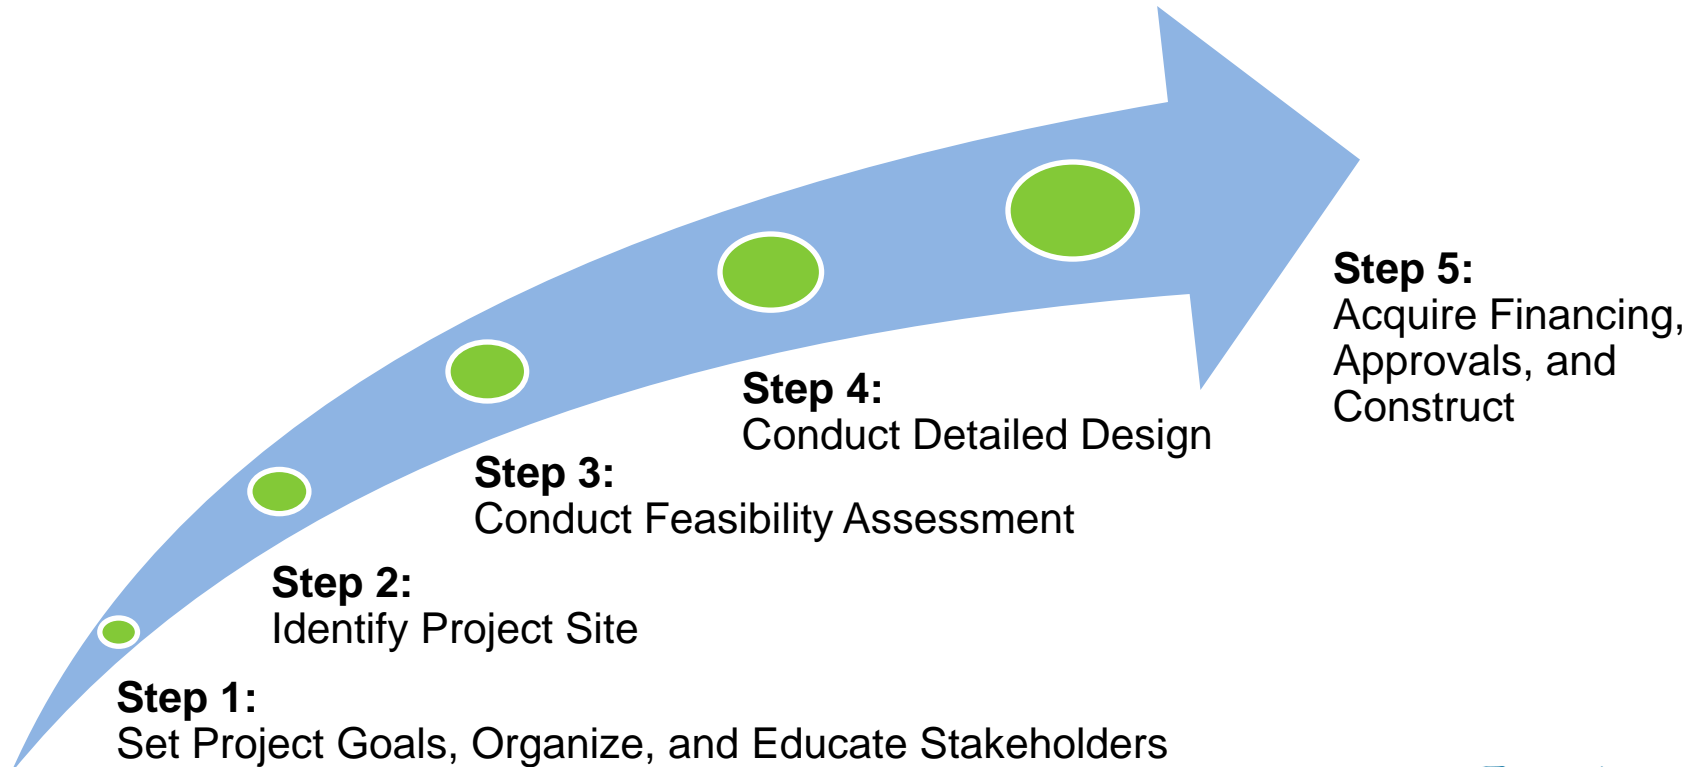 Step 1:
Set Project Goals, Organize, and Educate Stakeholders
Step 2:
Identify Project Site
Step 3:
Conduct Feasibility Assessment
Step 4:
Conduct Detailed Design
Step 5:
Acquire Financing,
Approvals, and
Construct